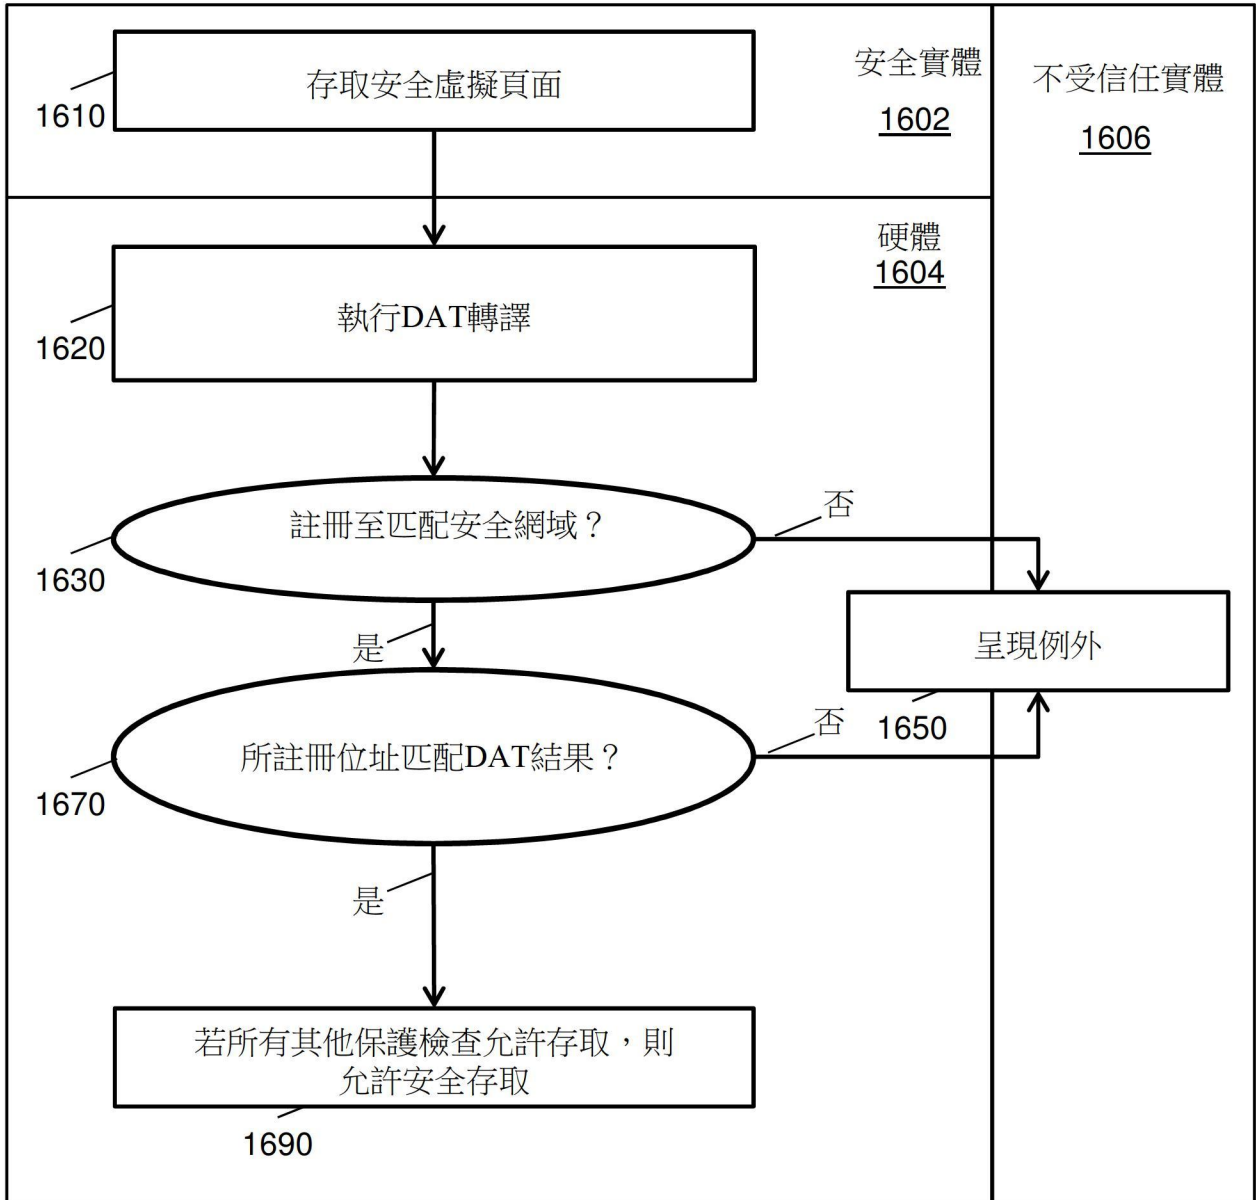 存取安全虛擬頁面
1610
安全實體
1602
不受信任實體
1606
硬體
1604
執行DAT轉譯
1620
註冊至匹配安全網域？
1630
否
是
呈現例外
1650
所註冊位址匹配DAT結果？
1670
否
是
若所有其他保護檢查允許存取，則
允許安全存取
1690